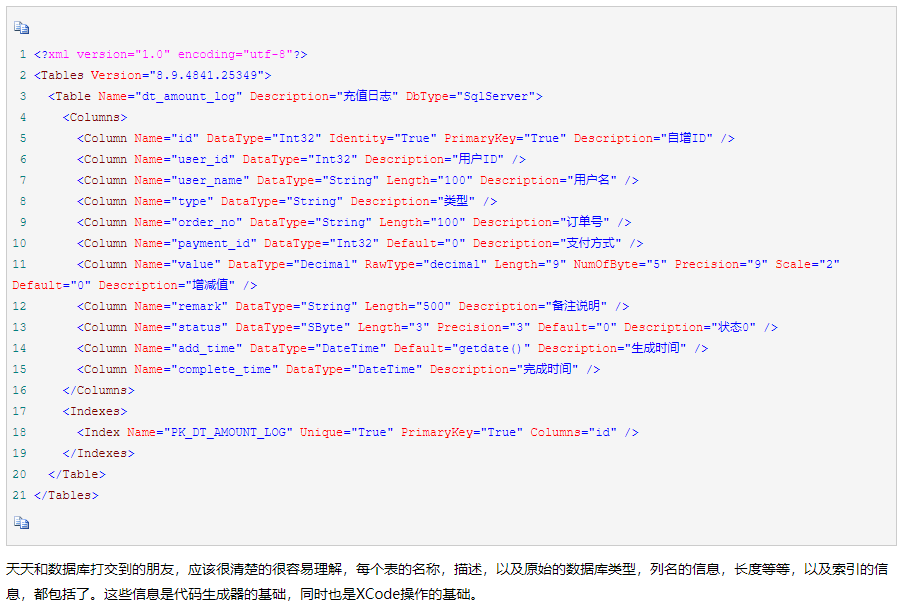 1 <?xml version="1.0" encoding="utf-8"?>
2 <Tables Version="8.9.4841.25349">
3 <Table Name="dt_amount_log" Description="充值日志" DbType="SqlServer">
4 <Columns>
5 <Column Name="id" DataType="Int32" Identity="True" PrimaryKey="True" Description="自增ID" />
6 <Column Name="user_id" DataType="Int32" Description="用户ID" />
7 <Column Name="user_name" DataType="String" Length="100" Description="用户名" />
8 <Column Name="type" DataType="String" Description="类型" />
9 <Column Name="order_no" DataType="String" Length="100" Description="订单号" />
10 <Column Name="payment_id" DataType="Int32" Default="0" Description="支付方式" />
11 <Column Name="value" DataType="Decimal" RawType="decimal" Length="9" NumOfByte="5" Precision="9" Scale="2"
Default="0" Description="增减值" />
12 <Column Name="remark" DataType="String" Length="500" Description="备注说明" />
13 <Column Name="status" DataType="SByte" Length="3" Precision="3" Default="0" Description="状态0" />
14 <Column Name="add_time" DataType="DateTime" Default="getdate()" Description="生成时间" />
15 <Column Name="complete_time" DataType="DateTime" Description="完成时间" />
16 </Columns>
17 <Indexes>
18 <Index Name="PK_DT_AMOUNT_LOG" Unique="True" PrimaryKey="True" Columns="id" />
19 </Indexes>
20 </Table>
21 </Tables>
天天和数据库打交到的朋友，应该很清楚的很容易理解，每个表的名称，描述，以及原始的数据库类型，列名的信息，长度等等，以及索引的信
息，都包括了。这些信息是代码生成器的基础，同时也是XCode操作的基础。